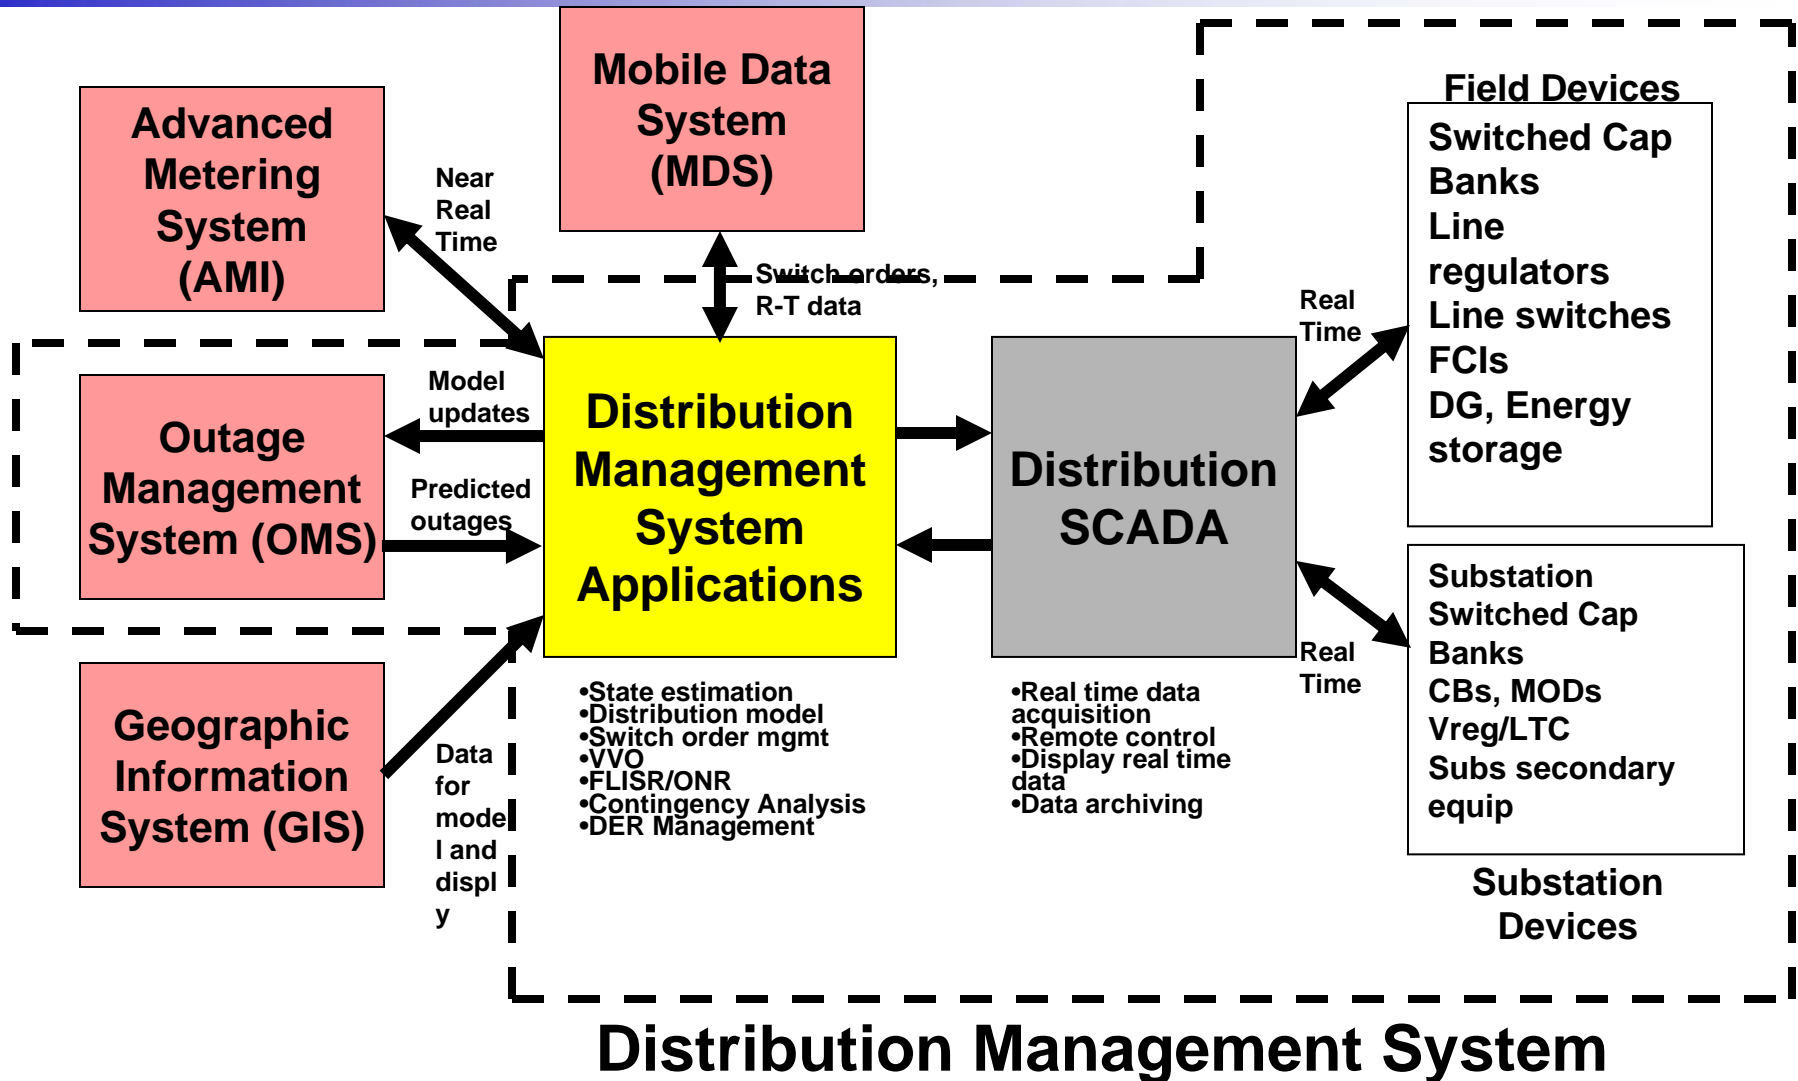 Mobile Data
System
(MDS)
Advanced
Metering
System
(AMI)
Near
Real
Time
Switch orders,
R-T data
Field Devices
Switched Cap
Banks
Line
regulators
Line switches
FCIs
DG, Energy
storage
Real
Time
Outage
Management
System (OMS)
Model
updates
Predicted
outages
Distribution
Management
System
Applications
Distribution
SCADA
Substation
Switched Cap
Banks
CBs, MODs
Vreg/LTC
Subs secondary
equip
Real
Time
Substation
Devices
Geographic
Information
System (GIS)
Data
for
mode
l and
displ
y
•State estimation
•Distribution model
•Switch order mgmt
•VVO
•FLISR/ONR
•Contingency Analysis
•DER Management
•Real time data
acquisition
•Remote control
•Display real time
data
•Data archiving
Distribution Management System